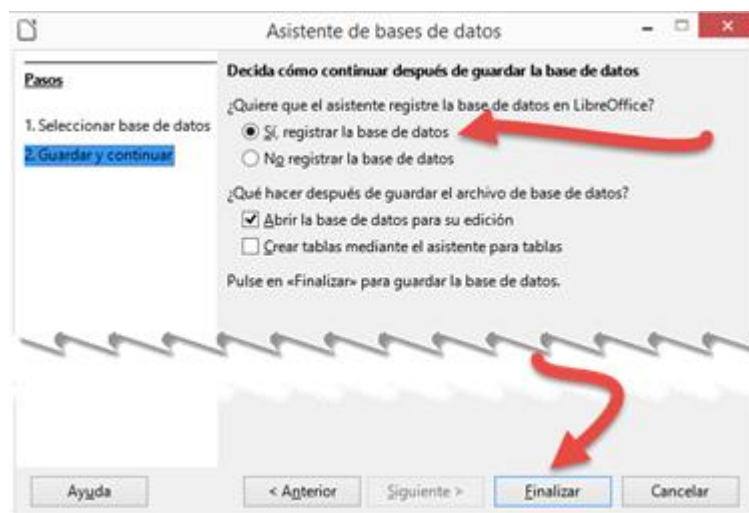 Asistente de bases de datos
Pasos
1. Seleccionar base de datos
2. Guardar y continuar
Decida cómo continuar después de guardar la base de datos
¿Quiere que el asistente registre la base de datos en LibreOffice?
Sí, registrar la base de datos
No registrar la base de datos
¿Qué hacer después de guardar el archivo de base de datos?
Abrir la base de datos para su edición
Crear tablas mediante el asistente para tablas
Pulse en «Finalizar» para guardar la base de datos.
Ayuda
< Anterior
Siguiente >
Finalizar
Cancelar